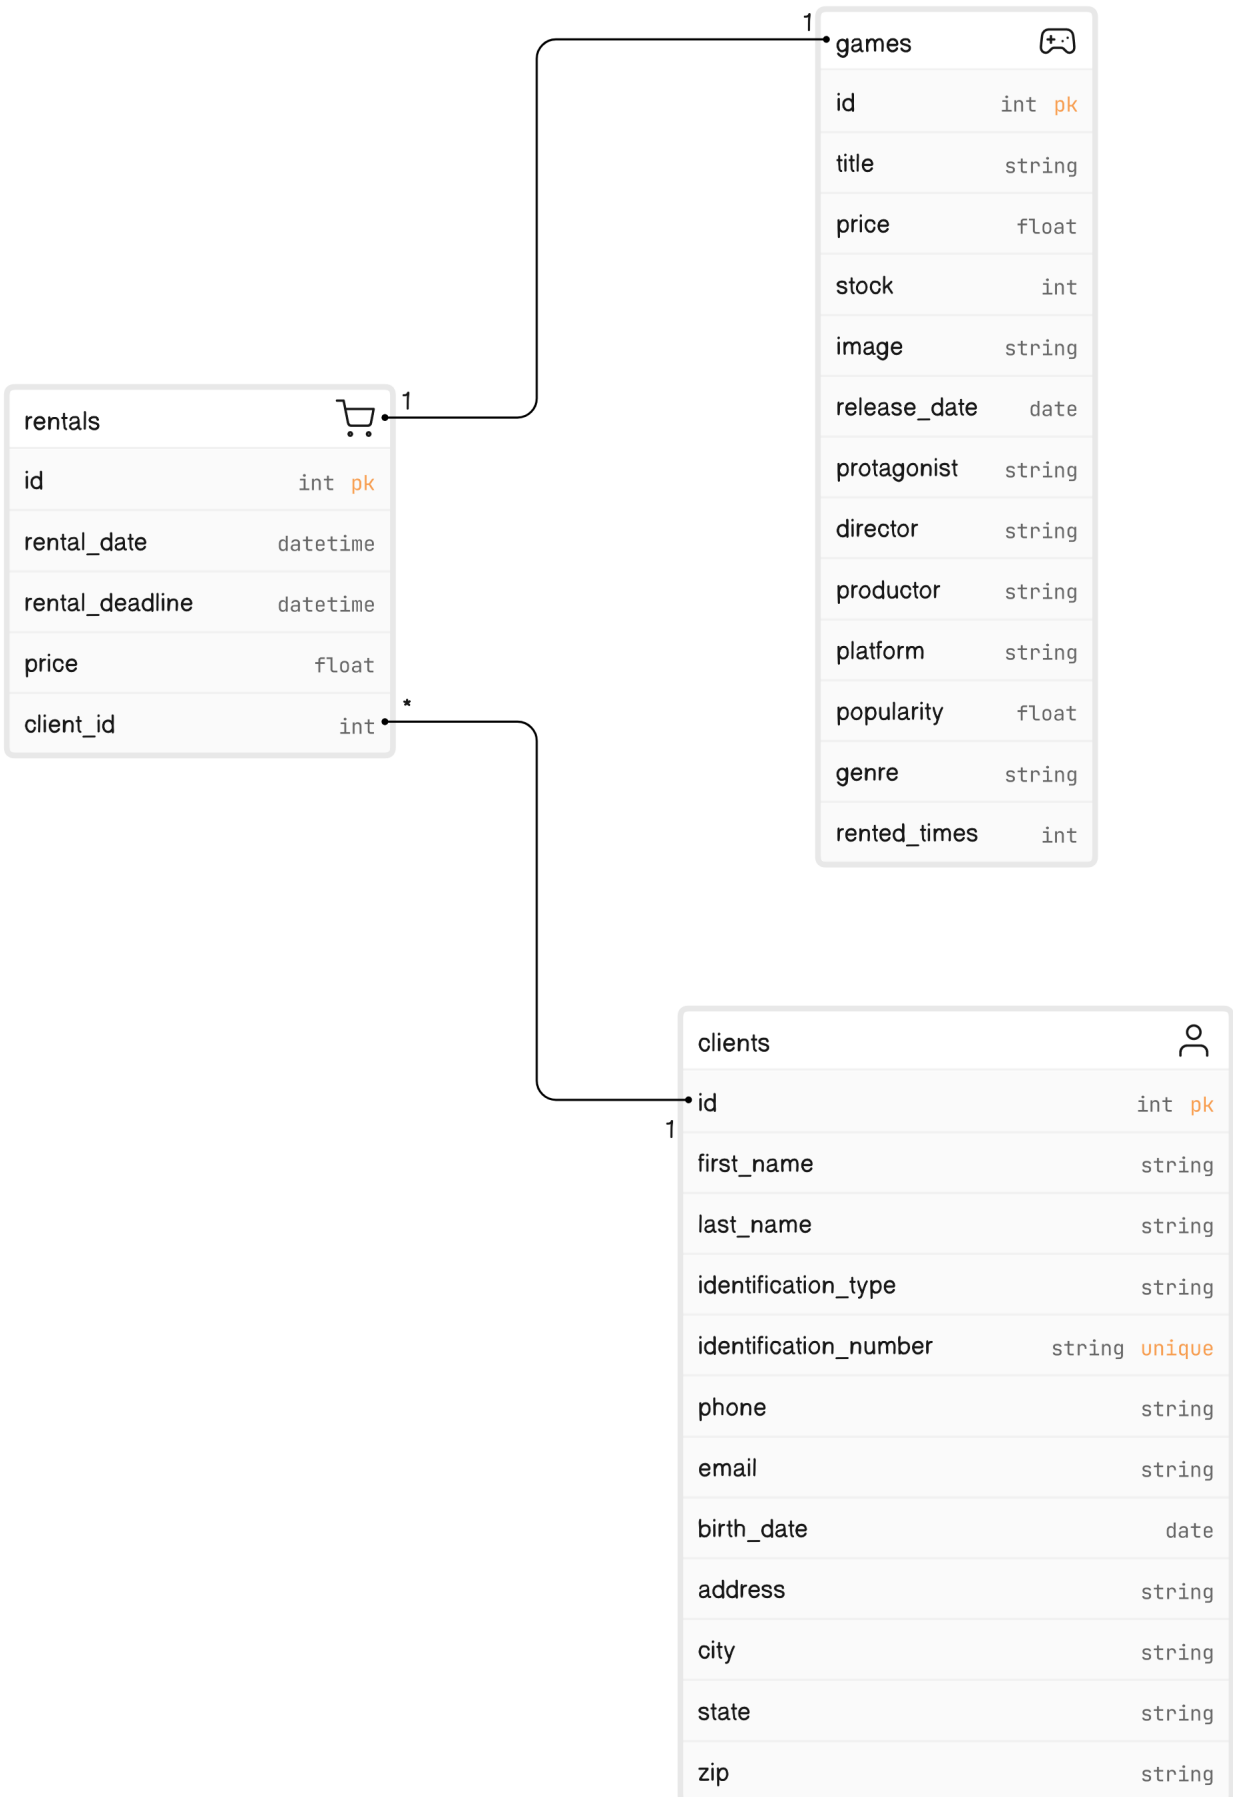 1
games
id int pk
title string
price float
stock int
image string
release_date date
protagonist string
director string
productor string
platform string
popularity float
genre string
rented_times int
1
rentals
id int pk
rental_date datetime
rental_deadline datetime
price float
client_id int
*
1
clients
id int pk
first_name string
last_name string
identification_type string
identification_number string unique
phone string
email string
birth_date date
address string
city string
state string
zip string